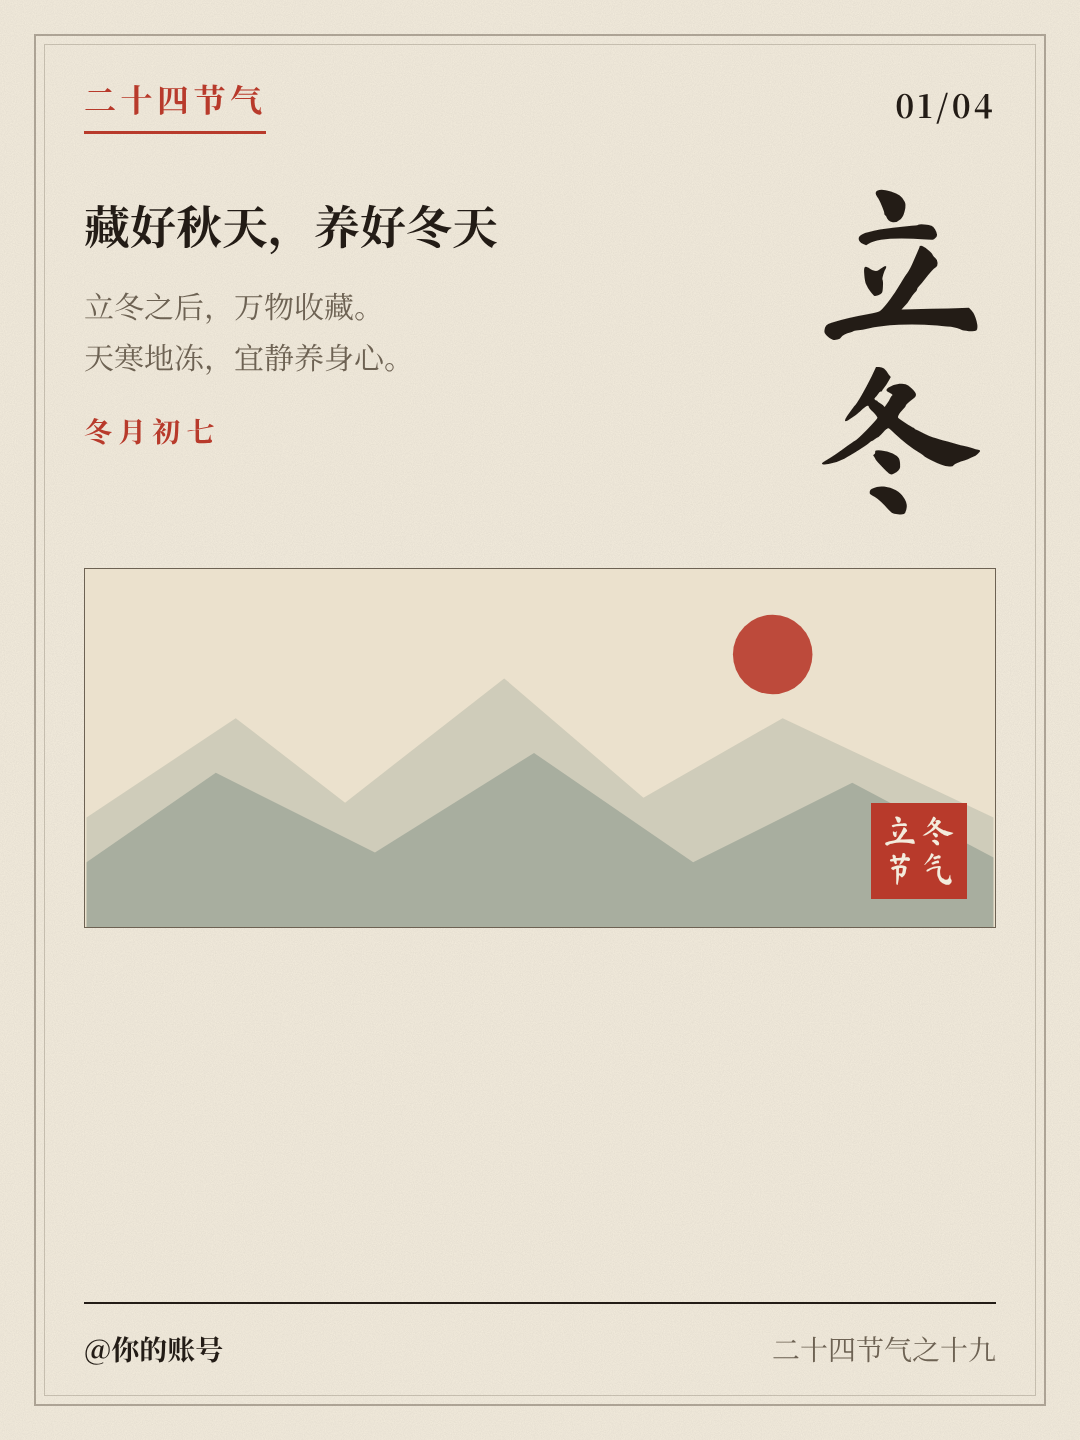 二十四节气
01/04
藏好秋天，养好冬天
立冬之后，万物收藏。
天寒地冻，宜静养身心。
冬月初七
立冬
立冬
节气
@你的账号
二十四节气之十九